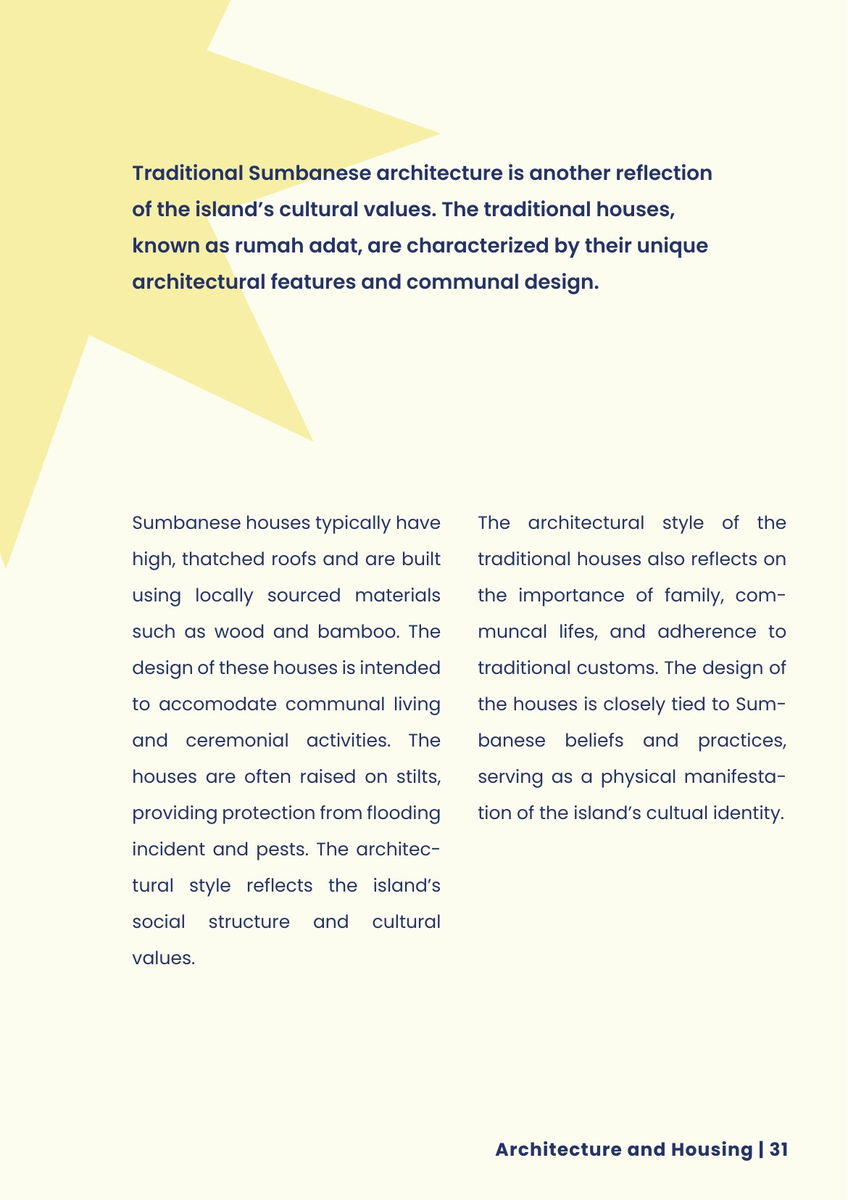 Traditional Sumbanese architecture is another reflection
of the island’s cultural values. The traditional houses,
known as rumah adat, are characterized by their unique
architectural features and communal design.
Sumbanese houses typically have
high, thatched roofs and are built
using locally sourced materials
such as wood and bamboo. The
design of these houses is intended
to accomodate communal living
and ceremonial activities. The
houses are often raised on stilts,
providing protection from flooding
incident and pests. The architec-
tural style reflects the island’s
social structure and cultural
values.
The architectural style of the
traditional houses also reflects on
the importance of family, com-
muncal lifes, and adherence to
traditional customs. The design of
the houses is closely tied to Sum-
banese beliefs and practices,
serving as a physical manifesta-
tion of the island’s cultual identity.
Architecture and Housing | 31